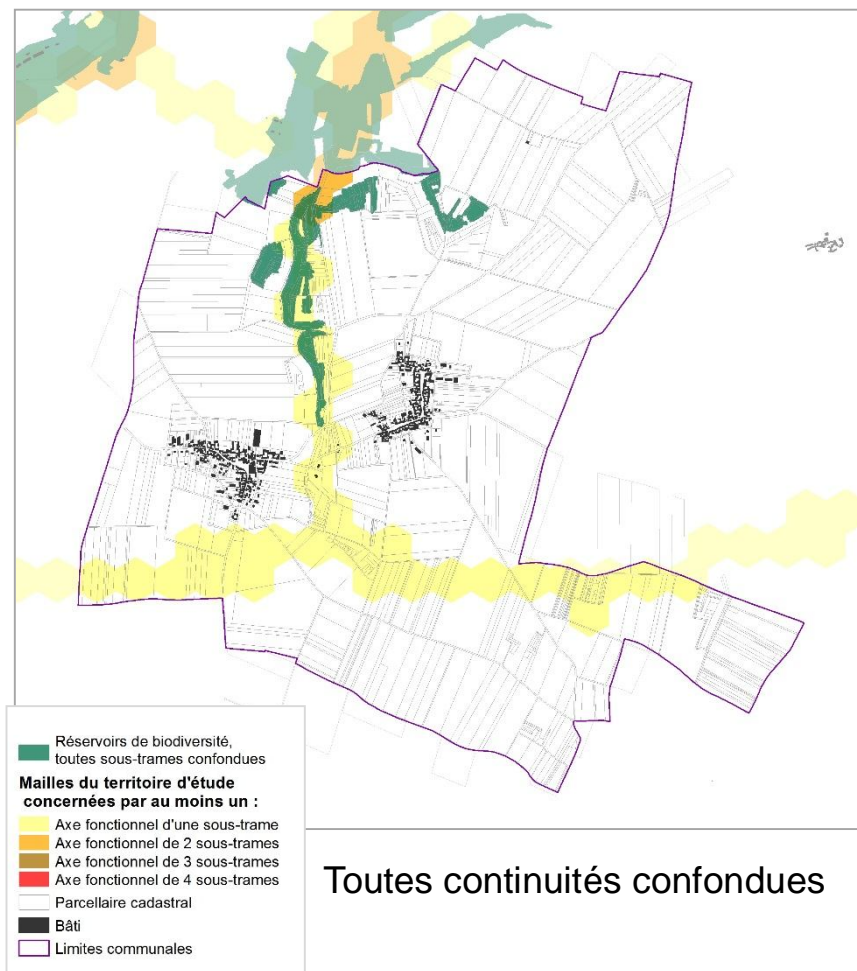 Réservoirs de biodiversité,
toutes sous-trames confondues
Mailles du territoire d'étude
concernées par au moins un :
Axe fonctionnel d'une sous-trame
Axe fonctionnel de 2 sous-trames
Axe fonctionnel de 3 sous-trames
Axe fonctionnel de 4 sous-trames
Parcellaire cadastral
Bâti
Limites communales
Toutes continuités confondues